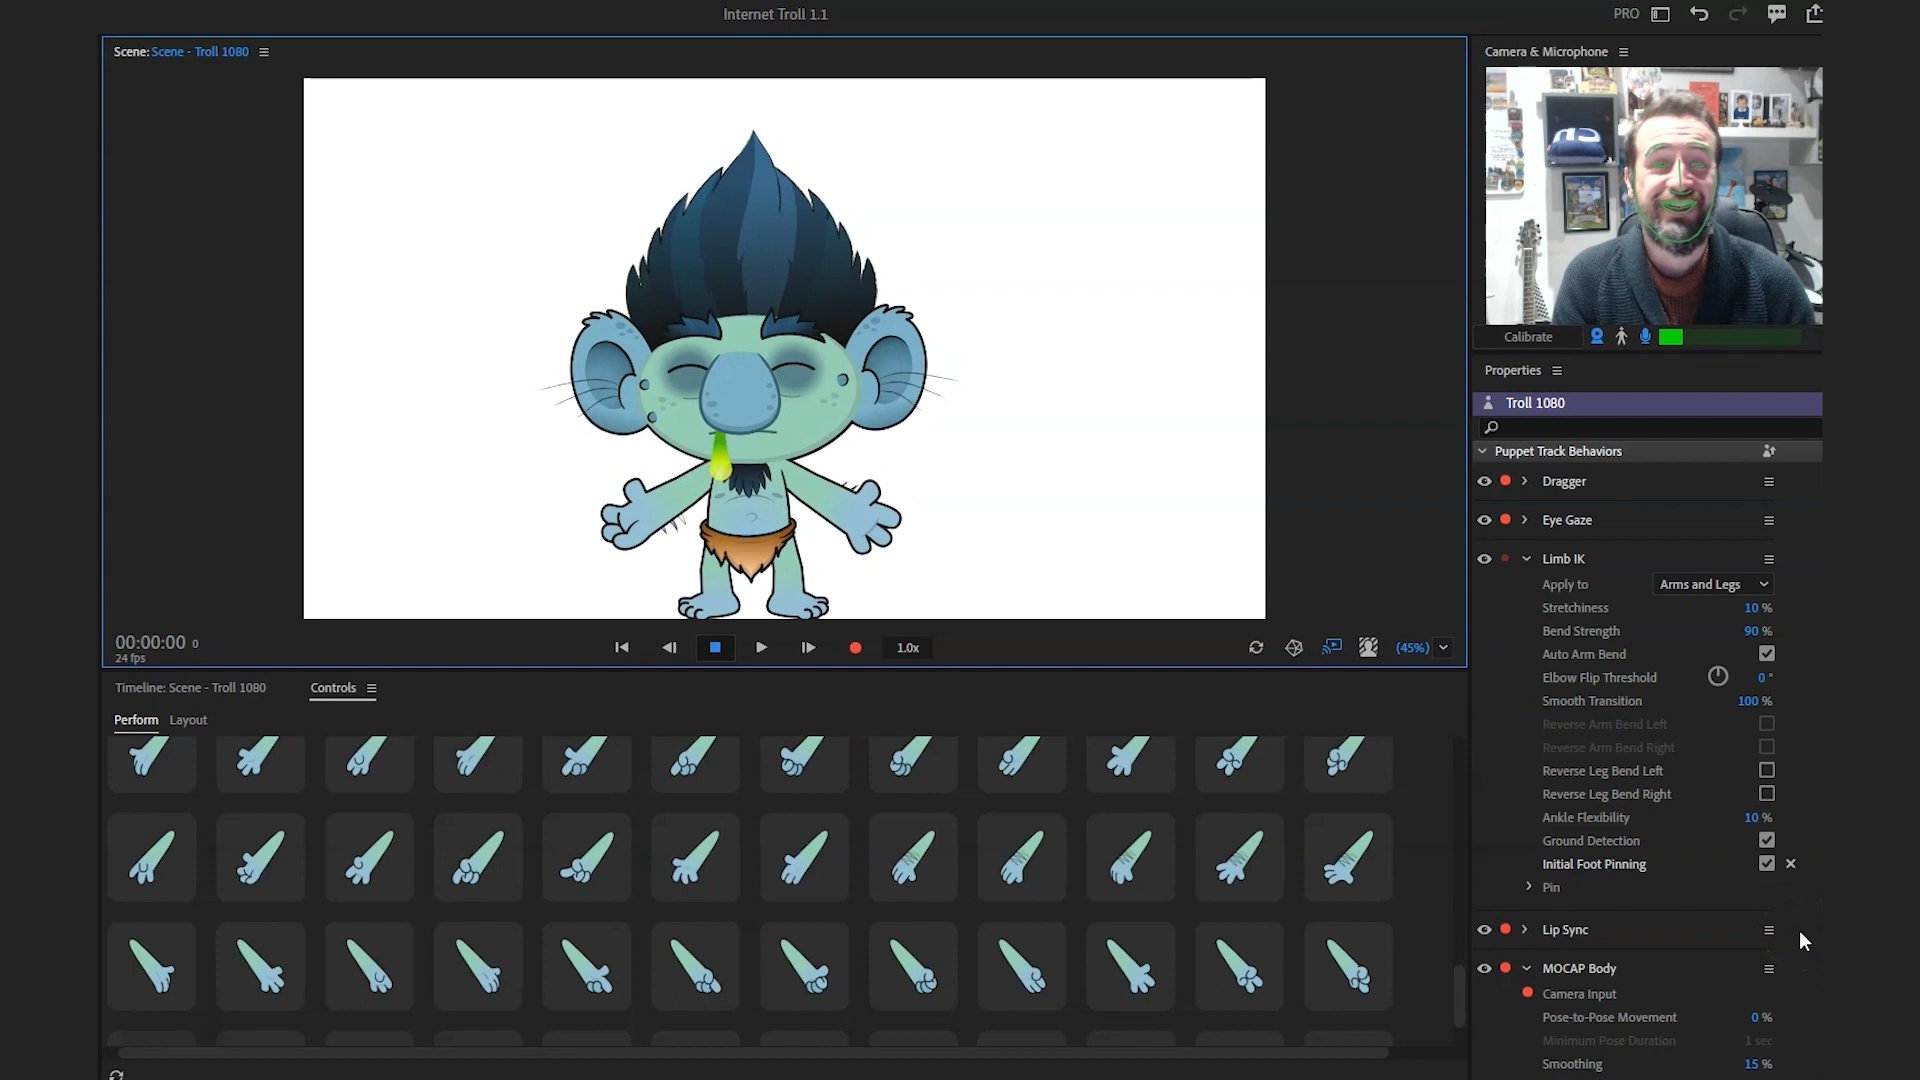 Internet Troll 1.1
PRO
Scene: Scene - Troll 1080
Camera & Microphone
Calibrate
Properties
Troll 1080
Puppet Track Behaviors
Dragger
Eye Gaze
Limb IK
Apply to Arms and Legs
Stretchiness 10 %
Bend Strength 90 %
Auto Arm Bend
Elbow Flip Threshold 0 °
Smooth Transition 100 %
Reverse Arm Bend Left
Reverse Arm Bend Right
Reverse Leg Bend Left
Reverse Leg Bend Right
Ankle Flexibility 10 %
Ground Detection
Initial Foot Pinning
Pin
Lip Sync
MOCAP Body
Camera Input
Pose-to-Pose Movement 0 %
Minimum Pose Duration 1 sec
Smoothing 15 %
00:00:00 0
24 fps
1.0x
(45%)
Timeline: Scene - Troll 1080
Controls
Perform Layout